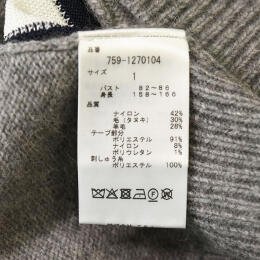 品番
759-1270104
サイズ
1
バスト 82~86
身長 158~166
品質
ナイロン 42%
毛(タヌキ) 30%
羊毛 28%
テープ部分
ポリエステル 91%
ナイロン 8%
ポリウレタン 1%
刺しゅう糸
ポリエステル 100%